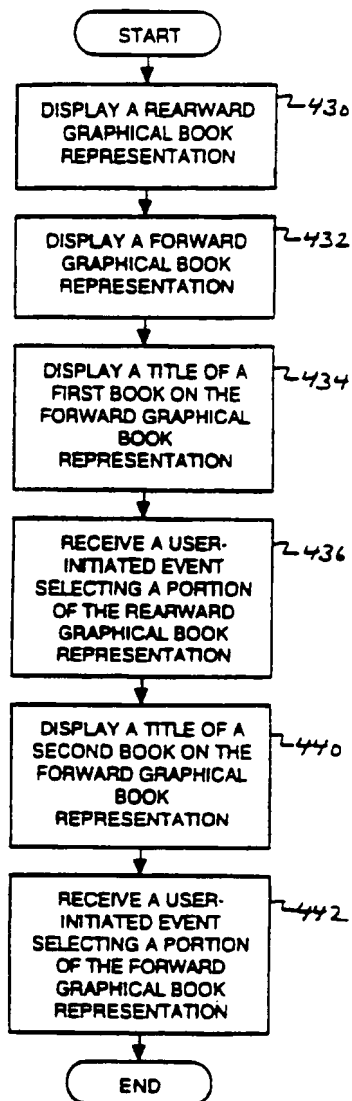 START
DISPLAY A REARWARD
GRAPHICAL BOOK
REPRESENTATION
430
DISPLAY A FORWARD
GRAPHICAL BOOK
REPRESENTATION
432
DISPLAY A TITLE OF A
FIRST BOOK ON THE
FORWARD GRAPHICAL
BOOK
REPRESENTATION
434
RECEIVE A USER-
INITIATED EVENT
SELECTING A PORTION
OF THE REARWARD
GRAPHICAL BOOK
REPRESENTATION
436
DISPLAY A TITLE OF A
SECOND BOOK ON THE
FORWARD GRAPHICAL
BOOK
REPRESENTATION
440
RECEIVE A USER-
INITIATED EVENT
SELECTING A PORTION
OF THE FORWARD
GRAPHICAL BOOK
REPRESENTATION
442
END